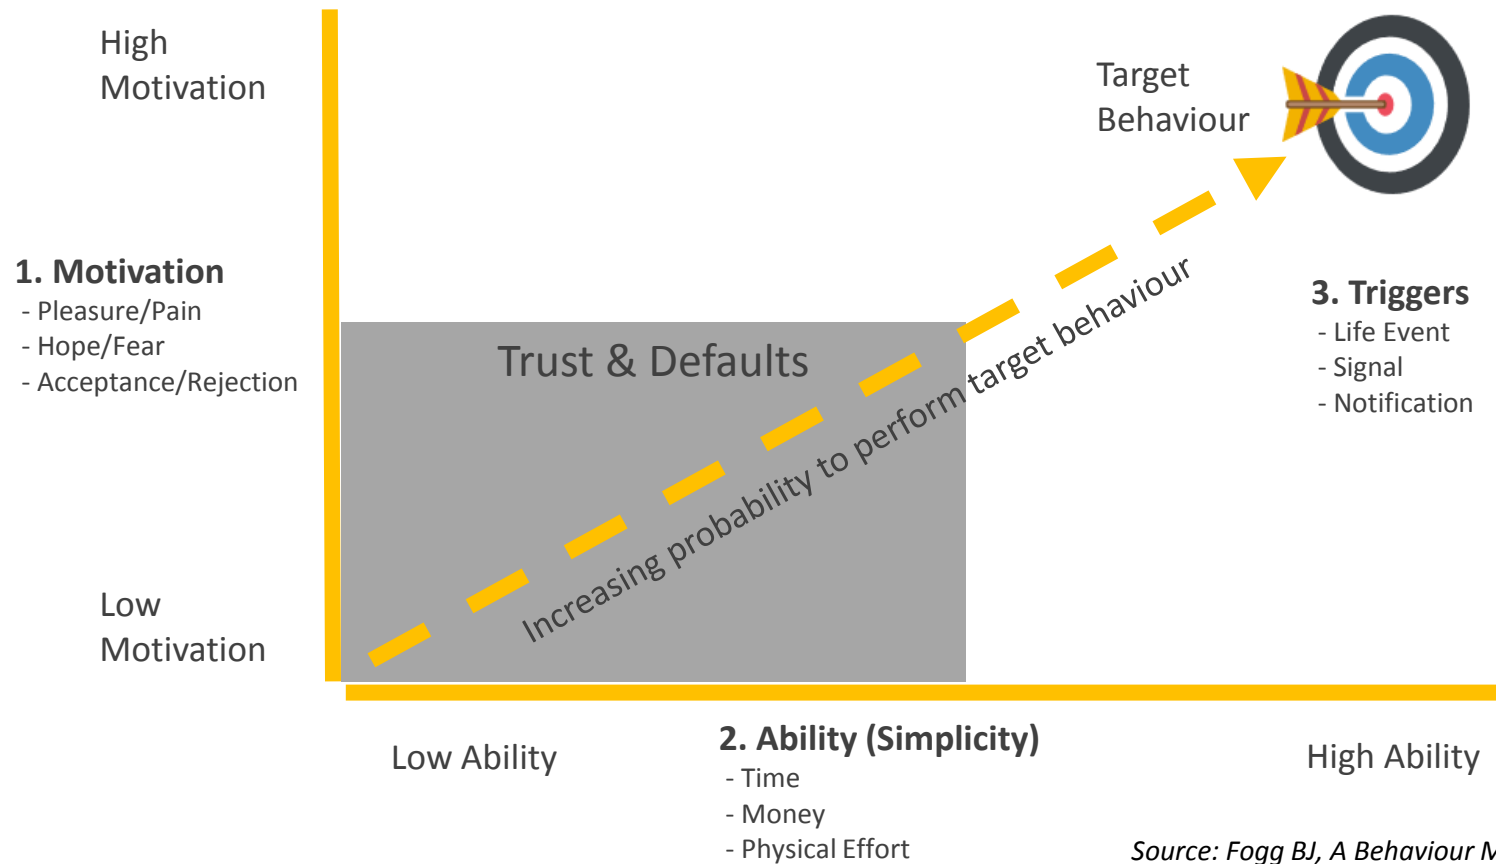 High
Motivation
Target
Behaviour
1. Motivation
- Pleasure/Pain
- Hope/Fear
- Acceptance/Rejection
Trust & Defaults
Increasing probability to perform target behaviour
3. Triggers
- Life Event
- Signal
- Notification
Low
Motivation
Low Ability
2. Ability (Simplicity)
- Time
- Money
- Physical Effort
High Ability
Source: Fogg BJ, A Behaviour M